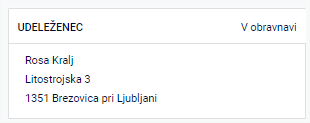 UDELEŽENEC V obravnavi
Rosa Kralj
Litostrojska 3
1351 Brezovica pri Ljubljani